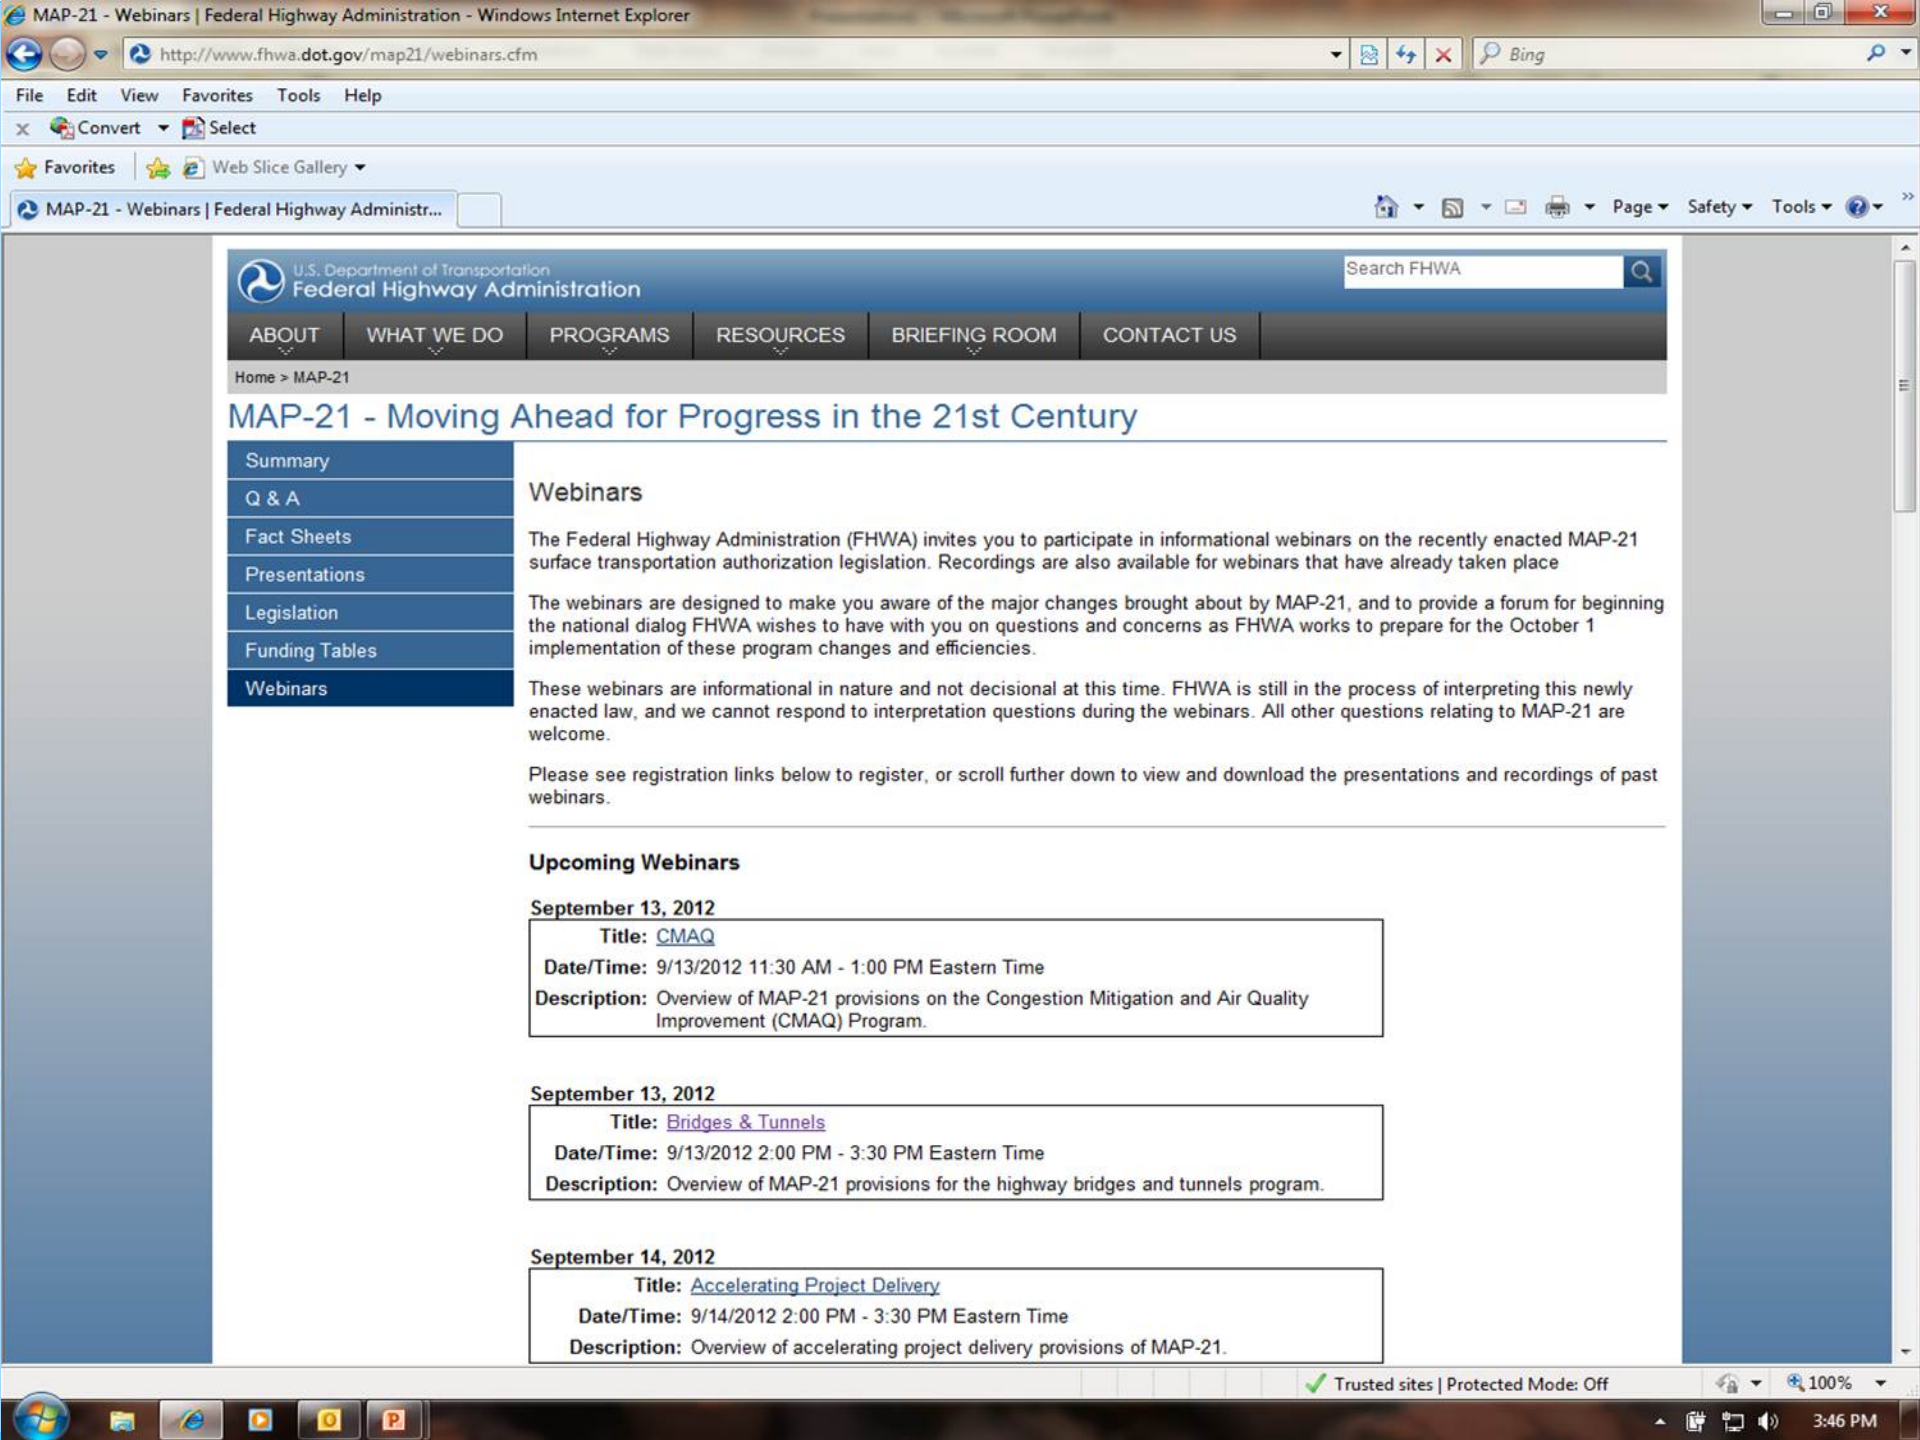 MAP-21 - Webinars | Federal Highway Administration - Windows Internet Explorer
http://www.fhwa.dot.gov/map21/webinars.cfm
Bing
File Edit View Favorites Tools Help
x Convert Select
Favorites Web Slice Gallery
MAP-21 - Webinars | Federal Highway Administr...
Page Safety Tools
U.S. Department of Transportation
Federal Highway Administration
Search FHWA
ABOUT WHAT WE DO PROGRAMS RESOURCES BRIEFING ROOM CONTACT US
Home > MAP-21
MAP-21 - Moving Ahead for Progress in the 21st Century
Summary
Q & A
Fact Sheets
Presentations
Legislation
Funding Tables
Webinars
Webinars
The Federal Highway Administration (FHWA) invites you to participate in informational webinars on the recently enacted MAP-21
surface transportation authorization legislation. Recordings are also available for webinars that have already taken place
The webinars are designed to make you aware of the major changes brought about by MAP-21, and to provide a forum for beginning
the national dialog FHWA wishes to have with you on questions and concerns as FHWA works to prepare for the October 1
implementation of these program changes and efficiencies.
These webinars are informational in nature and not decisional at this time. FHWA is still in the process of interpreting this newly
enacted law, and we cannot respond to interpretation questions during the webinars. All other questions relating to MAP-21 are
welcome.
Please see registration links below to register, or scroll further down to view and download the presentations and recordings of past
webinars.
Upcoming Webinars
September 13, 2012
Title: CMAQ
Date/Time: 9/13/2012 11:30 AM - 1:00 PM Eastern Time
Description: Overview of MAP-21 provisions on the Congestion Mitigation and Air Quality
Improvement (CMAQ) Program.
September 13, 2012
Title: Bridges & Tunnels
Date/Time: 9/13/2012 2:00 PM - 3:30 PM Eastern Time
Description: Overview of MAP-21 provisions for the highway bridges and tunnels program.
September 14, 2012
Title: Accelerating Project Delivery
Date/Time: 9/14/2012 2:00 PM - 3:30 PM Eastern Time
Description: Overview of accelerating project delivery provisions of MAP-21.
Trusted sites | Protected Mode: Off
100%
3:46 PM